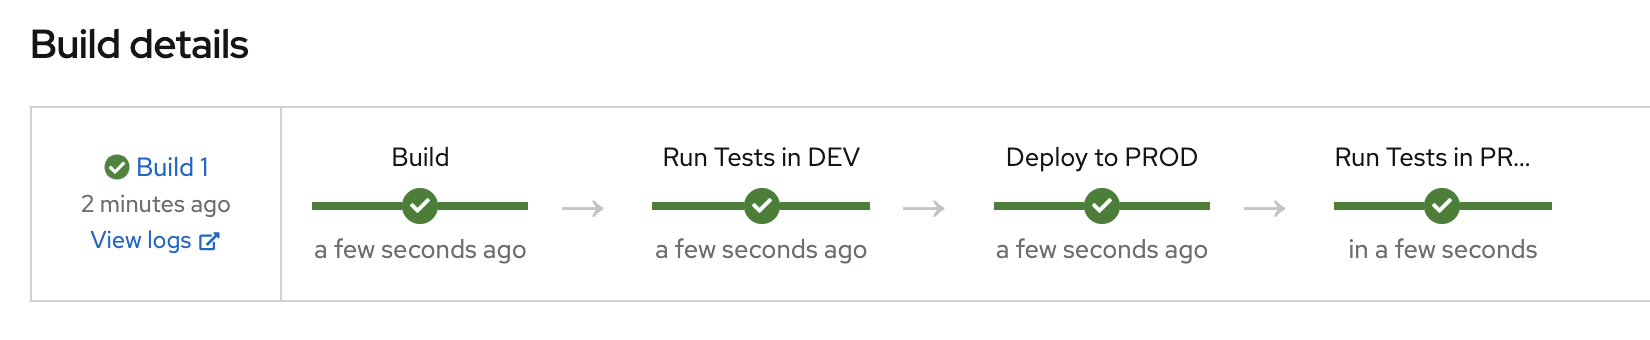 Build details
Build 1
2 minutes ago
View logs
Build
a few seconds ago
Run Tests in DEV
a few seconds ago
Deploy to PROD
a few seconds ago
Run Tests in PR...
in a few seconds